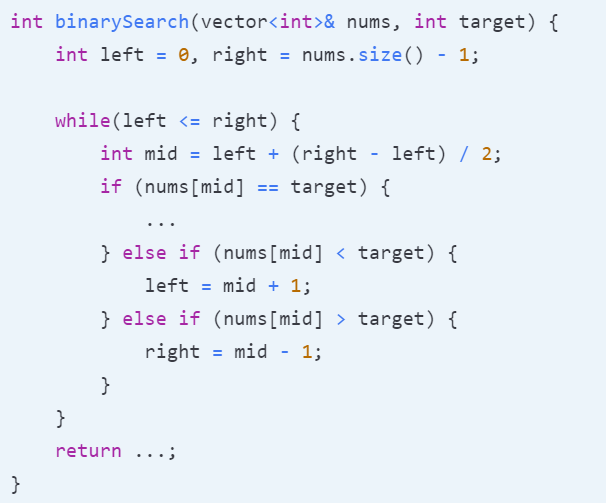 int binarySearch(vector<int>& nums, int target) {
    int left = 0, right = nums.size() - 1;

    while(left <= right) {
        int mid = left + (right - left) / 2;
        if (nums[mid] == target) {
            ...
        } else if (nums[mid] < target) {
            left = mid + 1;
        } else if (nums[mid] > target) {
            right = mid - 1;
        }
    }
    return ...;
}